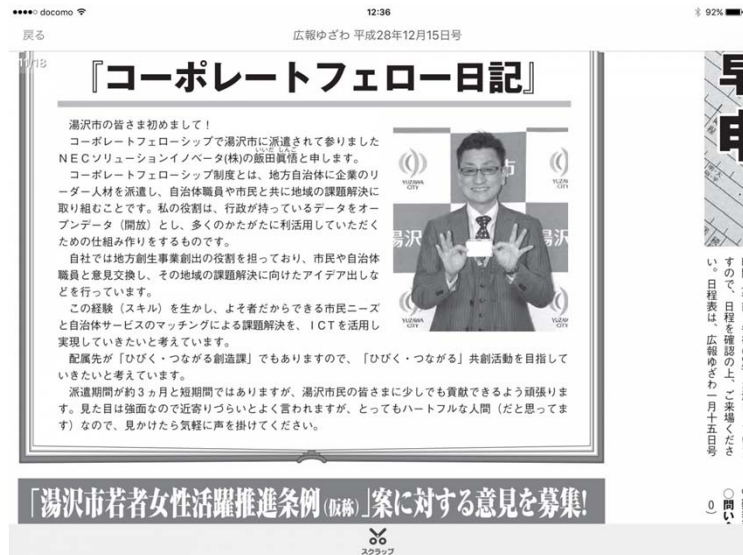 docomo
12:36
92%
戻る
広報ゆざわ 平成28年12月15日号
11/18
『コーポレートフェロー日記』
湯沢市の皆さま初めまして！
コーポレートフェローシップで湯沢市に派遣されて参りました
いいだ しんご
ＮＥＣソリューションイノベータ(株)の飯田眞悟と申します。
コーポレートフェローシップ制度とは、地方自治体に企業のリ
ーダー人材を派遣し、自治体職員や市民と共に地域の課題解決に
取り組むことです。私の役割は、行政が持っているデータをオー
プンデータ（開放）とし、多くのかたがたに利活用していただく
ための仕組み作りをするものです。
自社では地方創生事業創出の役割を担っており、市民や自治体
職員と意見交換し、その地域の課題解決に向けたアイデア出しな
どを行っています。
この経験（スキル）を生かし、よそ者だからできる市民ニーズ
と自治体サービスのマッチングによる課題解決を、ＩＣＴを活用し
実現していきたいと考えています。
配属先が「ひびく・つながる創造課」でもありますので、「ひびく・つながる」共創活動を目指して
いきたいと考えています。
派遣期間が約３ヵ月と短期間ではありますが、湯沢市民の皆さまに少しでも貢献できるよう頑張りま
す。見た目は強面なので近寄りづらいとよく言われますが、とってもハートフルな人間（だと思ってま
す）なので、見かけたら気軽に声を掛けてください。
YUZAWA
CITY
YUZAWA
CITY
市
湯沢
湯沢
YUZAWA
CITY
YUZAWA
CITY
「湯沢市若者女性活躍推進条例(仮称)」案に対する意見を募集!
早
申
すので、日程を確認の上、ご来場くださ
い。日程表は、広報ゆざわ一月十五日号
○問い
0）
スクラップ